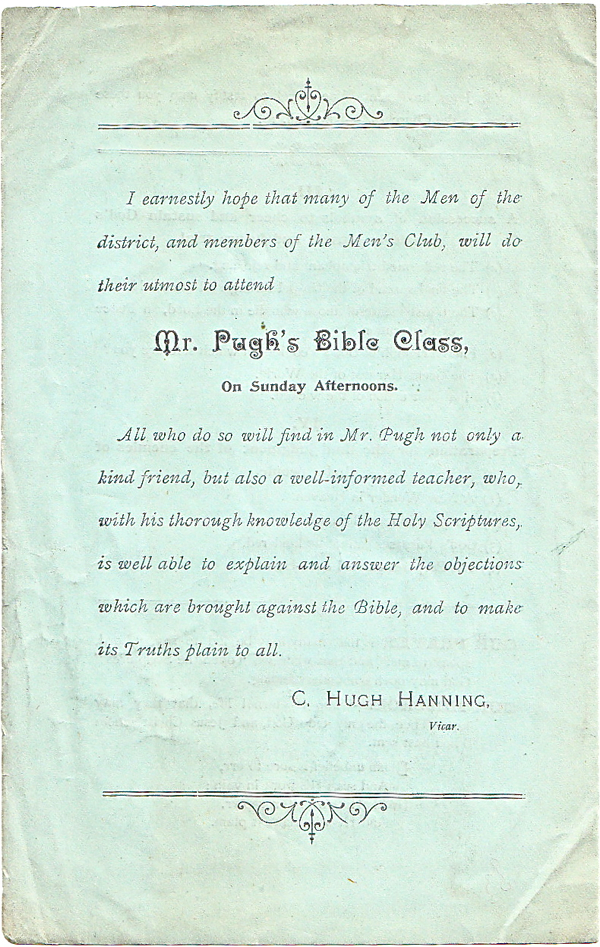 I earnestly hope that many of the Men of the
district, and members of the Men's Club, will do
their utmost to attend
Mr. Pugh's Bible Class,
On Sunday Afternoons.
All who do so will find in Mr. Pugh not only a
kind friend, but also a well-informed teacher, who,
with his thorough knowledge of the Holy Scriptures,
is well able to explain and answer the objections
which are brought against the Bible, and to make
its Truths plain to all.
C. HUGH HANNING,
Vicar.